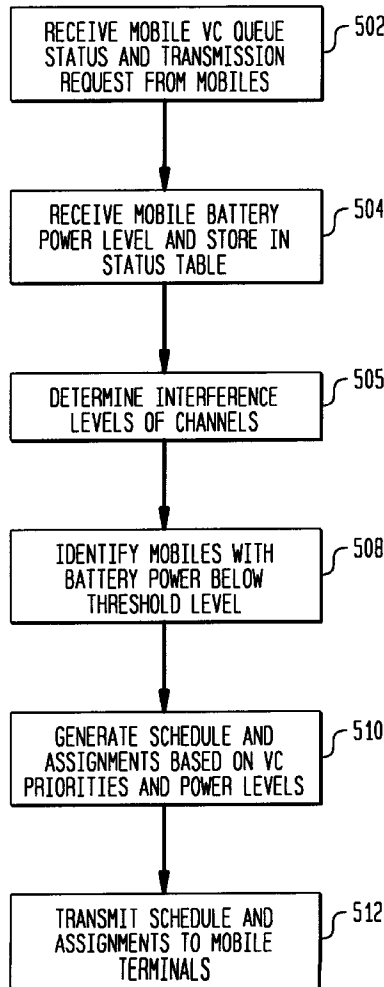 RECEIVE MOBILE VC QUEUE
STATUS AND TRANSMISSION
REQUEST FROM MOBILES
502
RECEIVE MOBILE BATTERY
POWER LEVEL AND STORE IN
STATUS TABLE
504
DETERMINE INTERFERENCE
LEVELS OF CHANNELS
505
IDENTIFY MOBILES WITH
BATTERY POWER BELOW
THRESHOLD LEVEL
508
GENERATE SCHEDULE AND
ASSIGNMENTS BASED ON VC
PRIORITIES AND POWER LEVELS
510
TRANSMIT SCHEDULE AND
ASSIGNMENTS TO MOBILE
TERMINALS
512